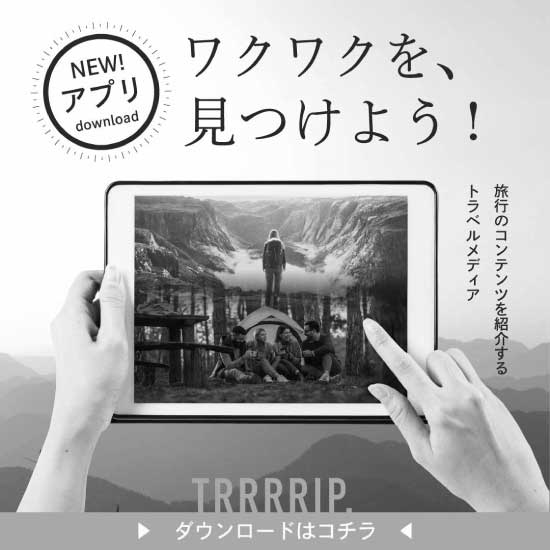 NEW!
アプリ
download
ワクワクを、
見つけよう！
旅行のコンテンツを紹介する
トラベルメディア
TRRRRIP.
▶ ダウンロードはコチラ ◀